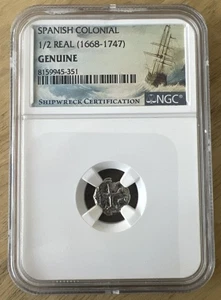 SPANISH COLONIAL
1/2 REAL (1668-1747)
GENUINE
8159945-351
SHIPWRECK CERTIFICATION
NGC